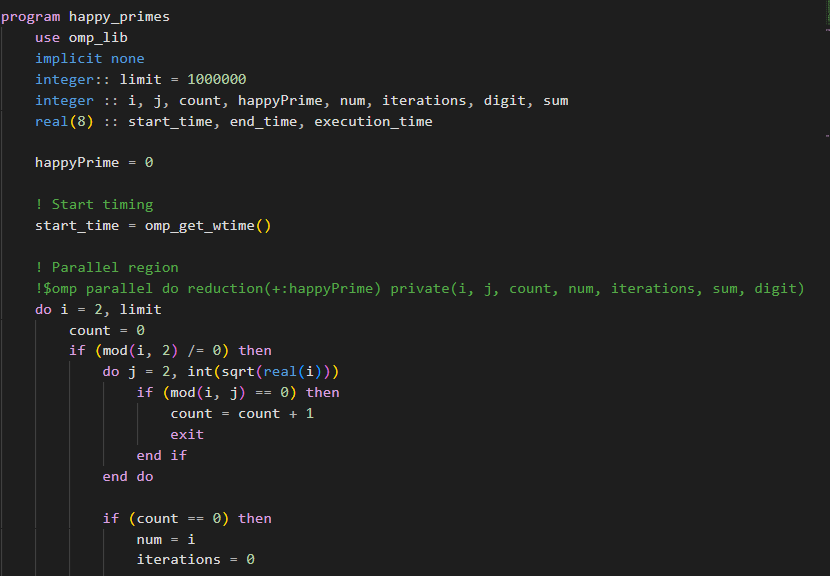 program happy_primes
    use omp_lib
    implicit none
    integer:: limit = 1000000
    integer :: i, j, count, happyPrime, num, iterations, digit, sum
    real(8) :: start_time, end_time, execution_time

    happyPrime = 0

    ! Start timing
    start_time = omp_get_wtime()

    ! Parallel region
    !$omp parallel do reduction(+:happyPrime) private(i, j, count, num, iterations, sum, digit)
    do i = 2, limit
        count = 0
        if (mod(i, 2) /= 0) then
            do j = 2, int(sqrt(real(i)))
                if (mod(i, j) == 0) then
                    count = count + 1
                    exit
                end if
            end do

            if (count == 0) then
                num = i
                iterations = 0